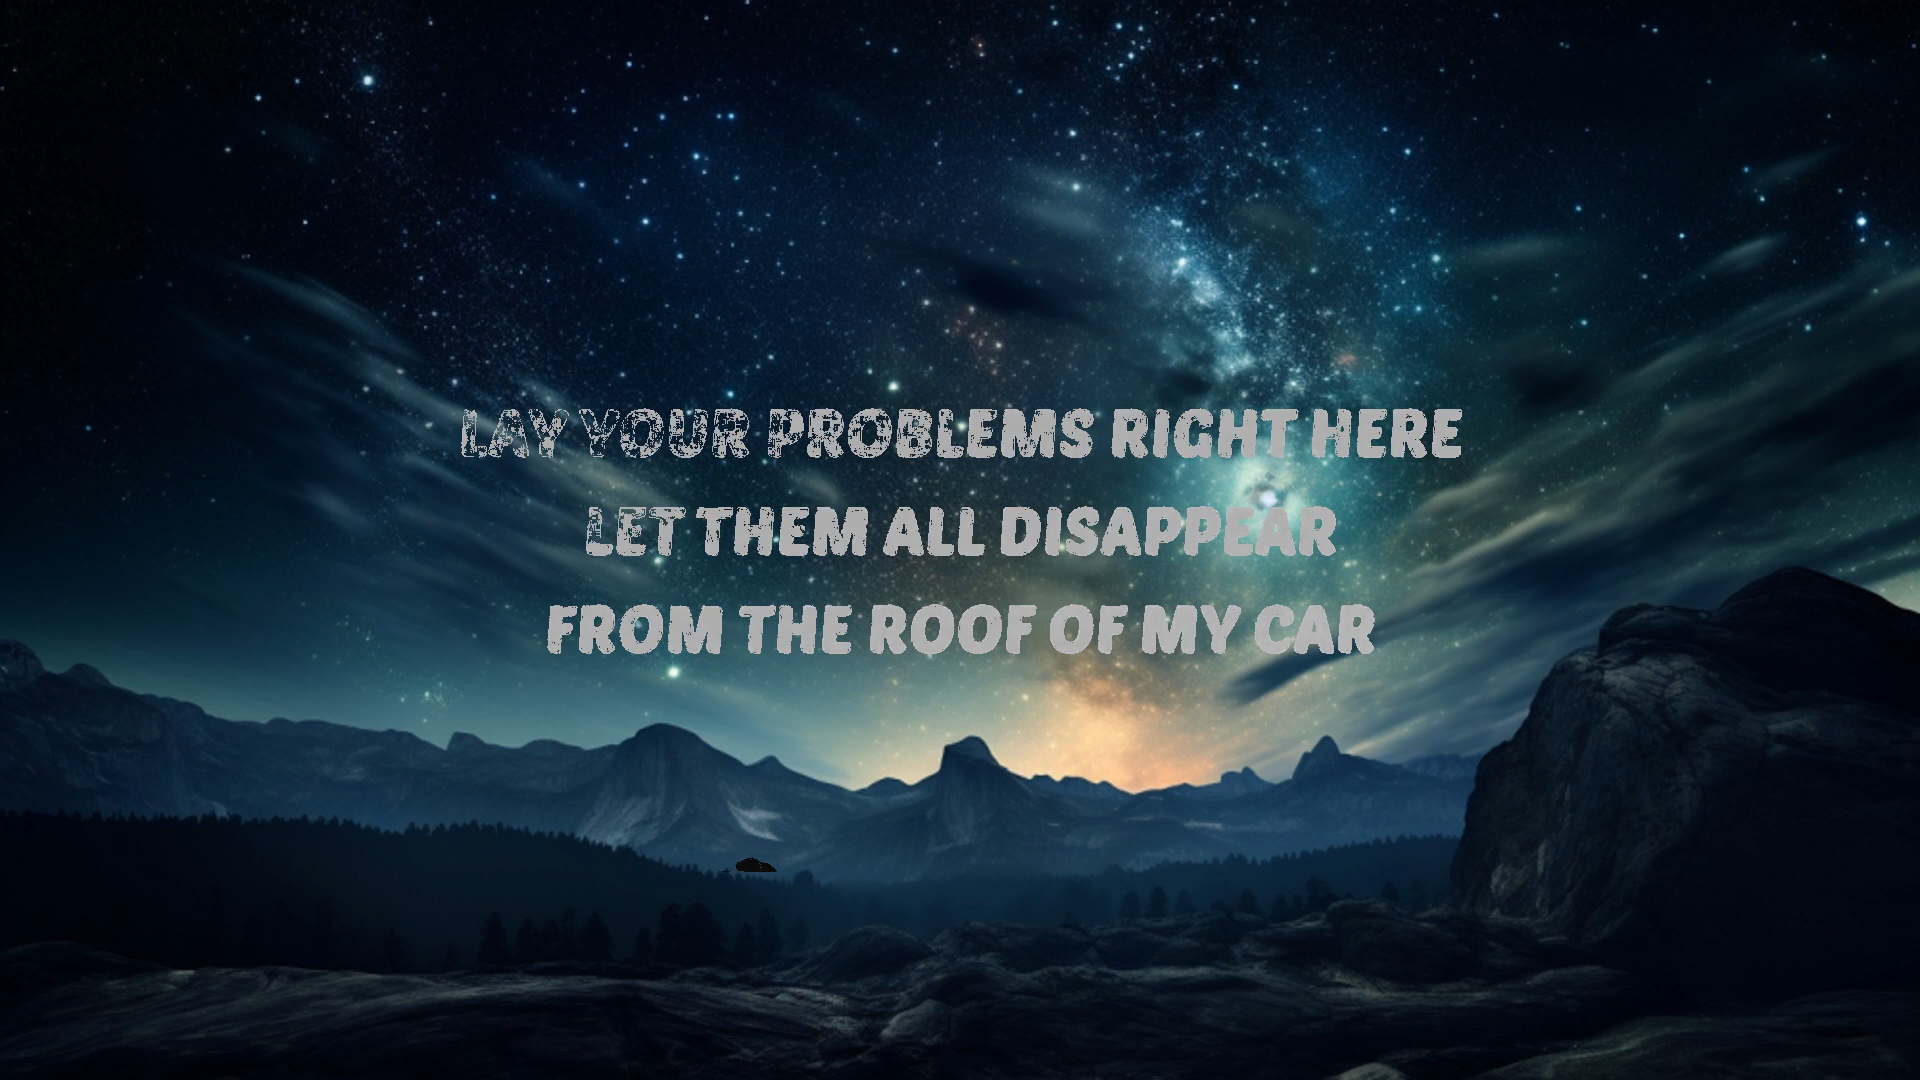 LAY YOUR PROBLEMS RIGHT HERE
LET THEM ALL DISAPPEAR
FROM THE ROOF OF MY CAR